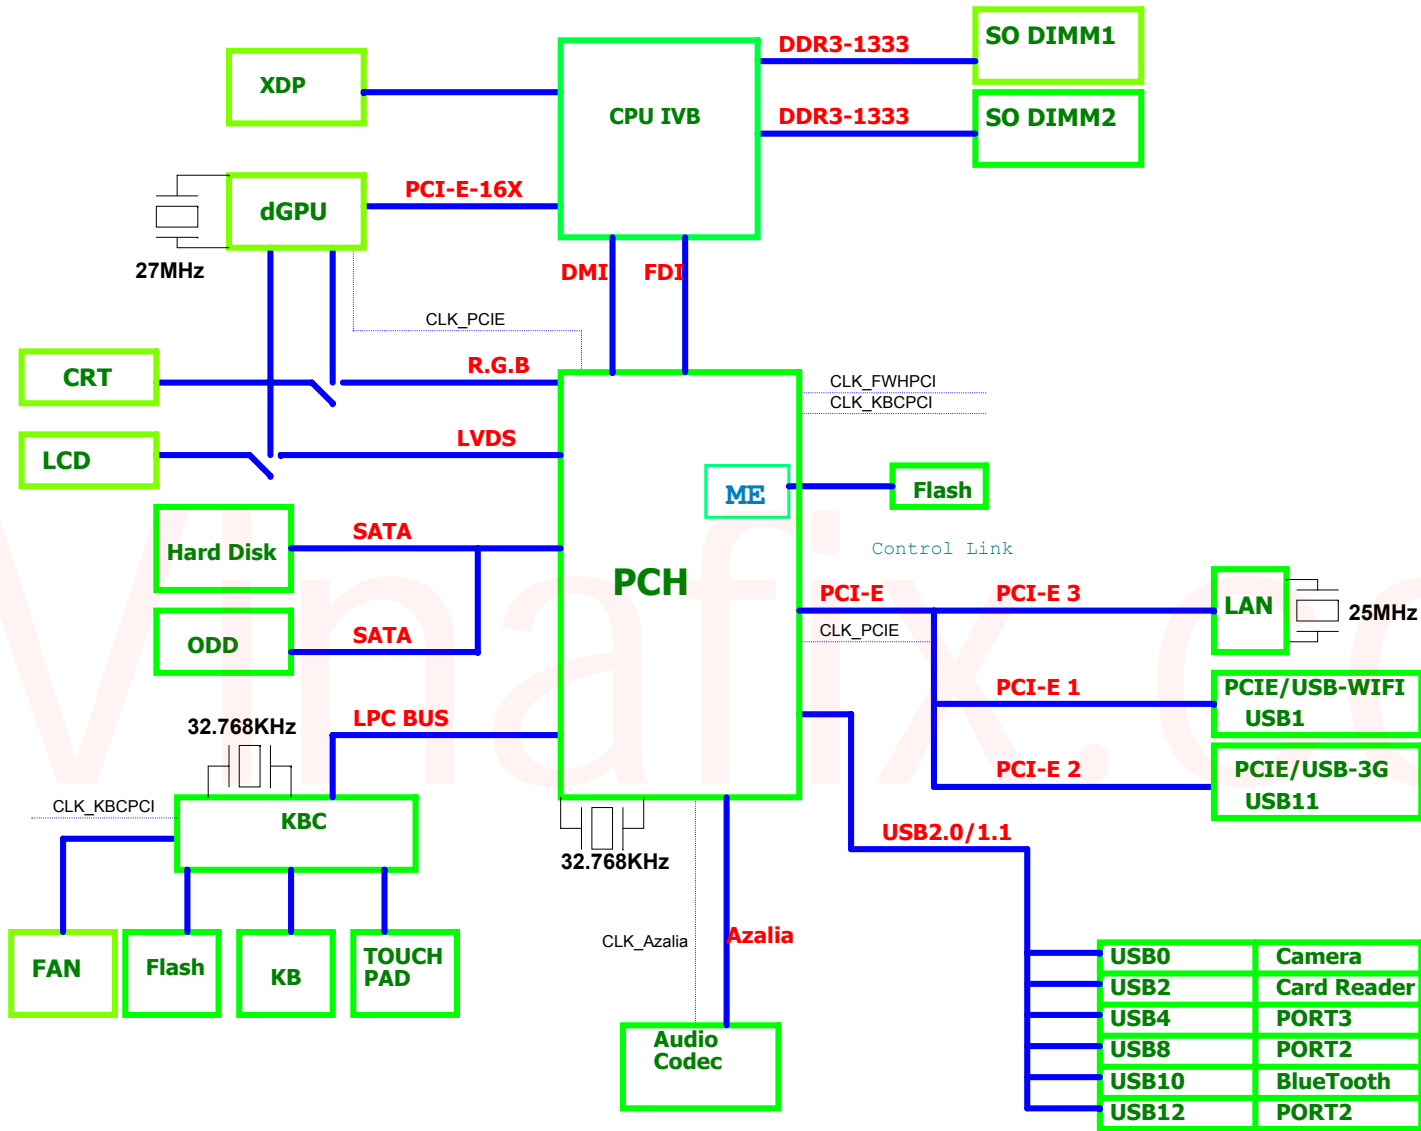 SO DIMM1
DDR3-1333
XDP
CPU IVB
DDR3-1333
SO DIMM2
PCI-E-16X
dGPU
27MHz
DMI
FDI
CLK_PCIE
R.G.B
CRT
CLK_FWHPCI
CLK_KBCPCI
LVDS
LCD
ME
Flash
SATA
Hard Disk
Control Link
PCH
PCI-E
PCI-E 3
LAN
25MHz
CLK_PCIE
SATA
ODD
PCI-E 1
PCIE/USB-WIFI
USB1
LPC BUS
32.768KHz
PCI-E 2
PCIE/USB-3G
USB11
CLK_KBCPCI
KBC
USB2.0/1.1
32.768KHz
CLK_Azalia
Azalia
FAN
Flash
KB
TOUCH
PAD
USB0 Camera
USB2 Card Reader
USB4 PORT3
USB8 PORT2
USB10 BlueTooth
USB12 PORT2
Audio
Codec
Vinafix.co